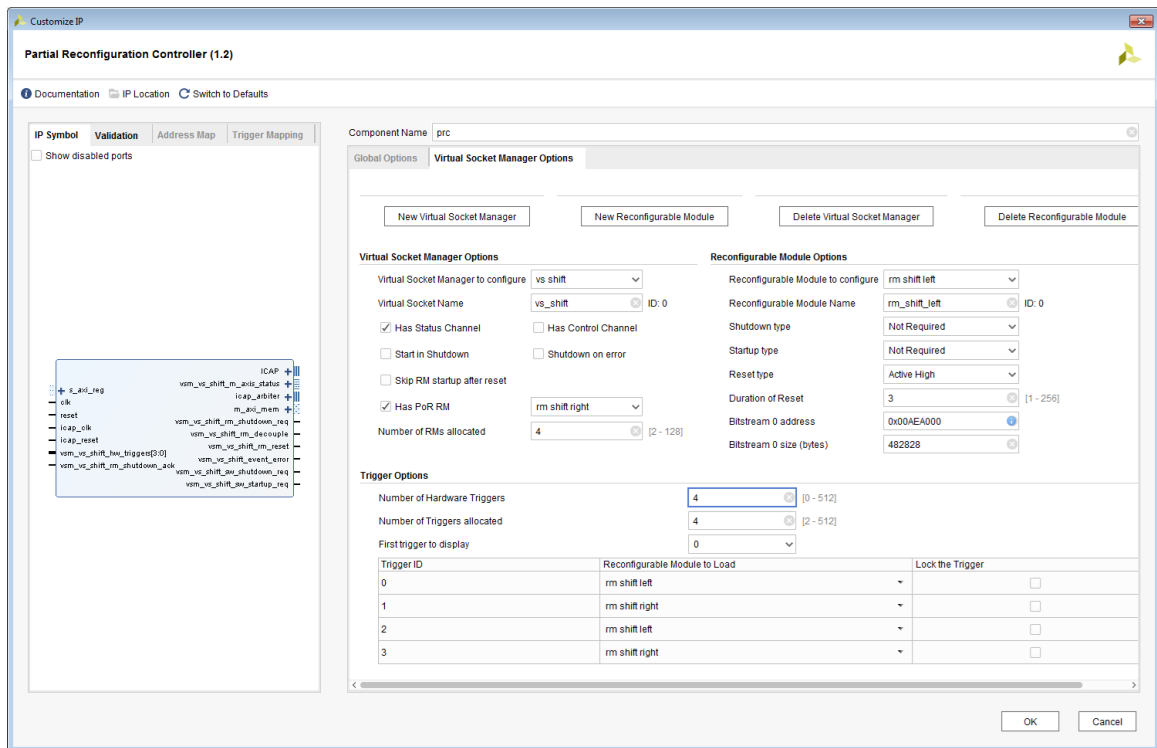 Customize IP
Partial Reconfiguration Controller (1.2)
Documentation IP Location Switch to Defaults
IP Symbol Validation Address Map Trigger Mapping
Show disabled ports
ICAP
s_axi_reg
vsm_vs_shift_m_axis_status
clk
icap_arbiter
reset
m_axi_mem
icap_clk
vsm_vs_shift_rm_shutdown_req
icap_reset
vsm_vs_shift_rm_decouple
vsm_vs_shift_hw_triggers[3:0]
vsm_vs_shift_rm_reset
vsm_vs_shift_rm_shutdown_ack
vsm_vs_shift_event_error
vsm_vs_shift_sw_shutdown_req
vsm_vs_shift_sw_startup_req
Component Name prc
Global Options Virtual Socket Manager Options
New Virtual Socket Manager New Reconfigurable Module Delete Virtual Socket Manager Delete Reconfigurable Module
Virtual Socket Manager Options
Virtual Socket Manager to configure vs shift
Virtual Socket Name vs_shift ID: 0
Has Status Channel Has Control Channel
Start in Shutdown Shutdown on error
Skip RM startup after reset
Has PoR RM rm shift right
Number of RMs allocated 4 [2 - 128]
Reconfigurable Module Options
Reconfigurable Module to configure rm shift left
Reconfigurable Module Name rm_shift_left ID: 0
Shutdown type Not Required
Startup type Not Required
Reset type Active High
Duration of Reset 3 [1 - 256]
Bitstream 0 address 0x00AEA000
Bitstream 0 size (bytes) 482828
Trigger Options
Number of Hardware Triggers 4 [0 - 512]
Number of Triggers allocated 4 [2 - 512]
First trigger to display 0
Trigger ID Reconfigurable Module to Load Lock the Trigger
0 rm shift left
1 rm shift right
2 rm shift left
3 rm shift right
OK Cancel